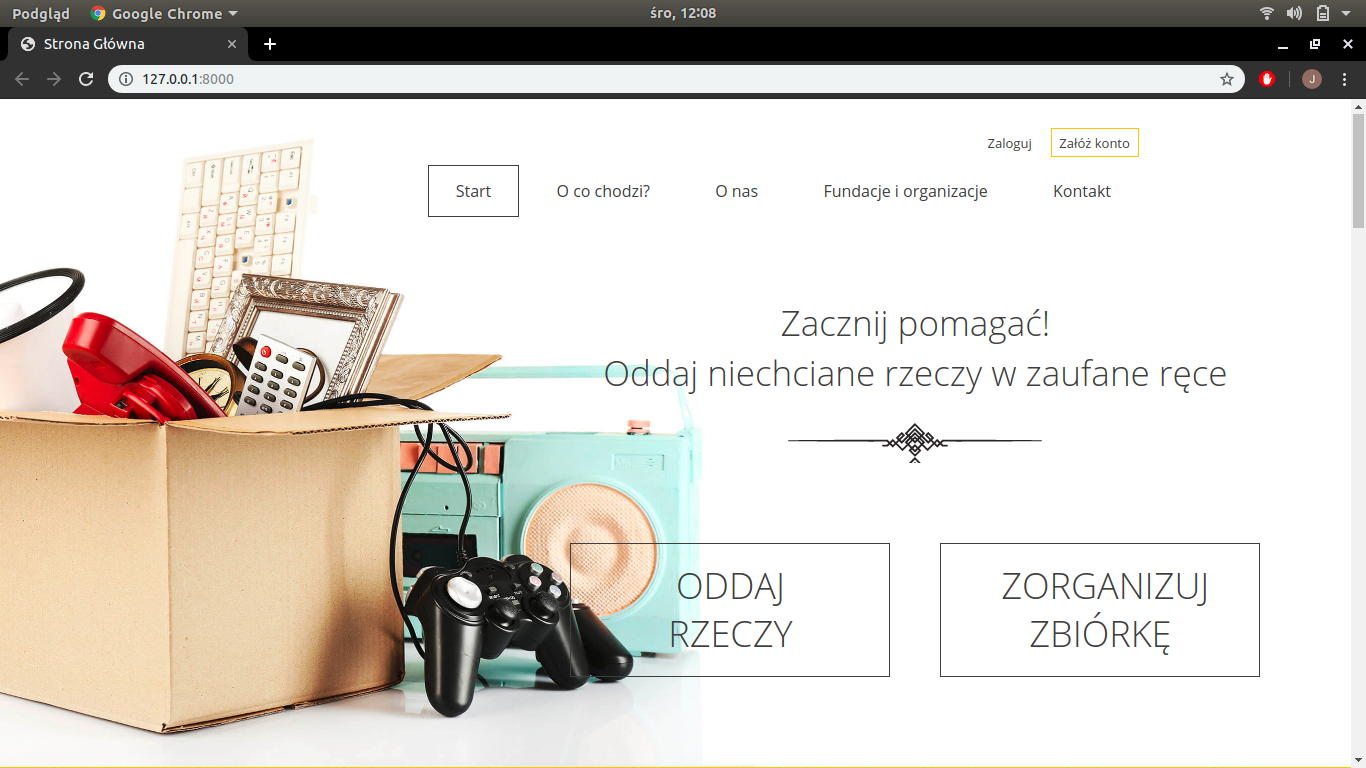 Podgląd Google Chrome śro, 12:08
Strona Główna
127.0.0.1:8000 J
Zaloguj Załóż konto
Start O co chodzi? O nas Fundacje i organizacje Kontakt
Zacznij pomagać!
Oddaj niechciane rzeczy w zaufane ręce
ODDAJ
RZECZY
ZORGANIZUJ
ZBIÓRKĘ